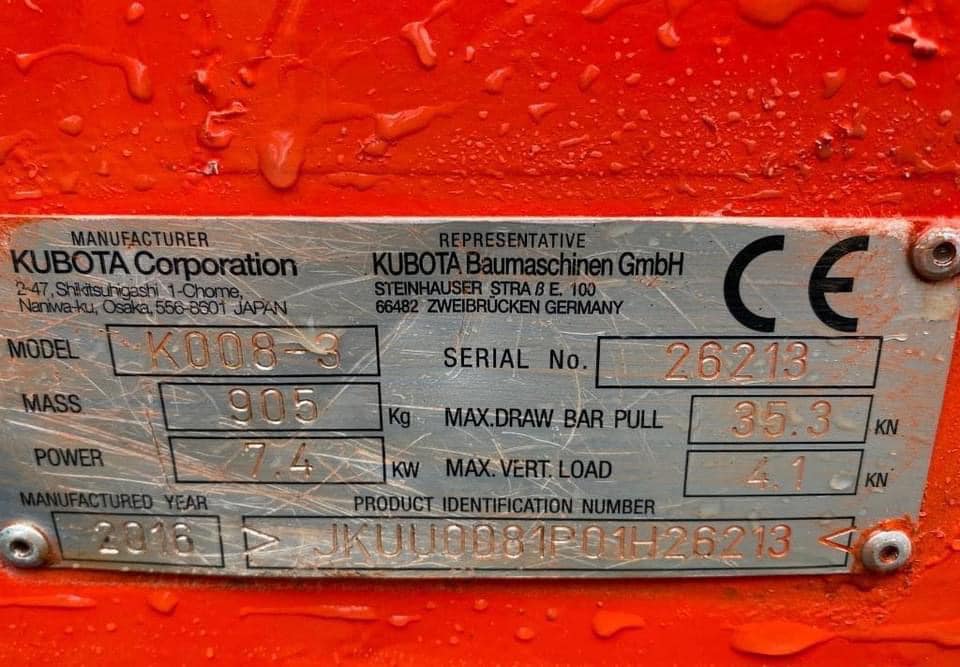 MANUFACTURER
KUBOTA Corporation
2-47, Shikitsuhigashi 1-Chome,
Naniwa-ku, Osaka, 556-8601 JAPAN
REPRESENTATIVE
KUBOTA Baumaschinen GmbH
STEINHAUSER STRA ß E. 100
66482 ZWEIBRÜCKEN GERMANY
CE
MODEL K008-3 SERIAL No. 26213
MASS 905 Kg MAX.DRAW BAR PULL 35.3 KN
POWER 7.4 KW MAX. VERT. LOAD 4.1 KN
MANUFACTURED YEAR PRODUCT IDENTIFICATION NUMBER
2016 > JKUU0081P01H26213 <